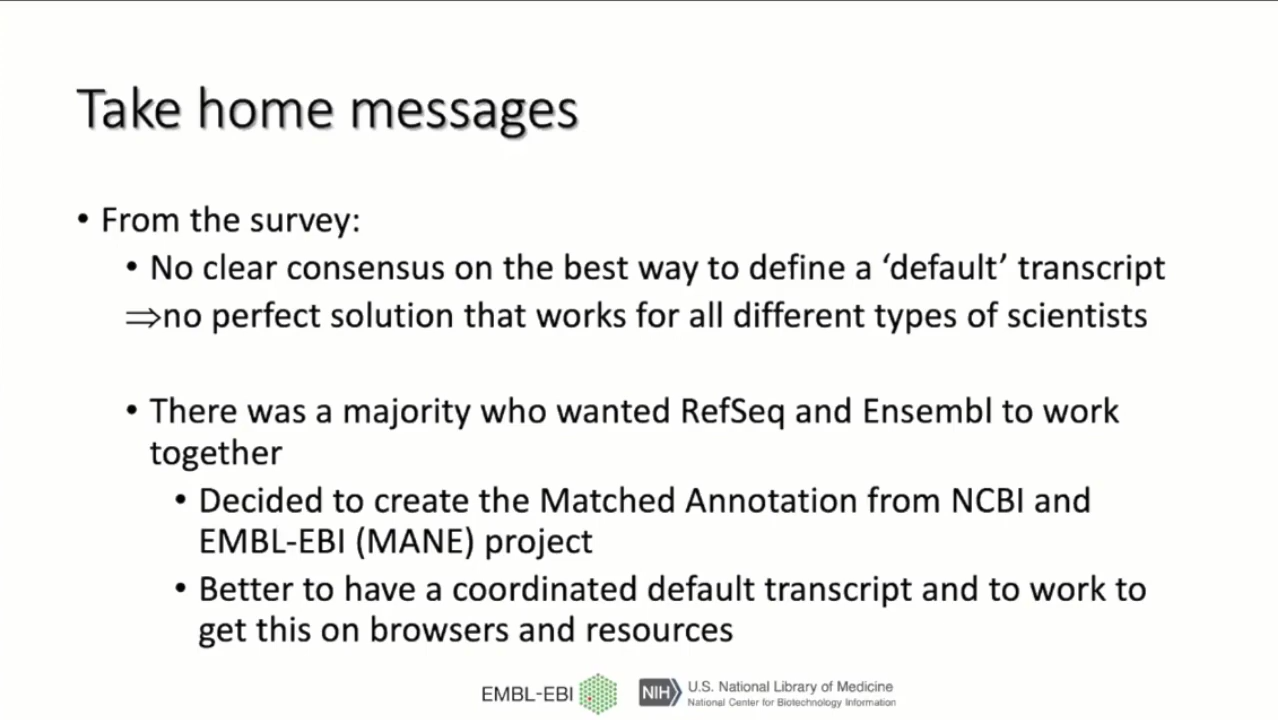 Take home messages
• From the survey:
• No clear consensus on the best way to define a ‘default’ transcript
⇒no perfect solution that works for all different types of scientists
• There was a majority who wanted RefSeq and Ensembl to work
together
• Decided to create the Matched Annotation from NCBI and
EMBL-EBI (MANE) project
• Better to have a coordinated default transcript and to work to
get this on browsers and resources
EMBL-EBI
NIH
U.S. National Library of Medicine
National Center for Biotechnology Information